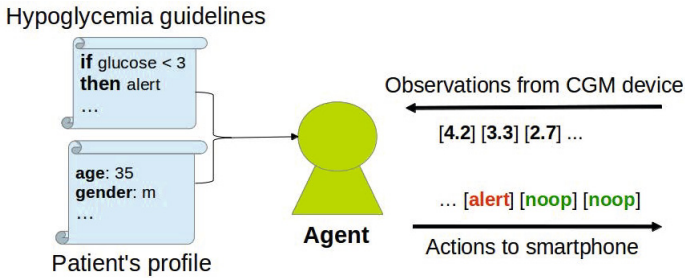 Hypoglycemia guidelines
if glucose < 3
then alert
...
age: 35
gender: m
...
Patient's profile
Agent
Observations from CGM device
[4.2] [3.3] [2.7] ...
... [alert] [noop] [noop]
Actions to smartphone